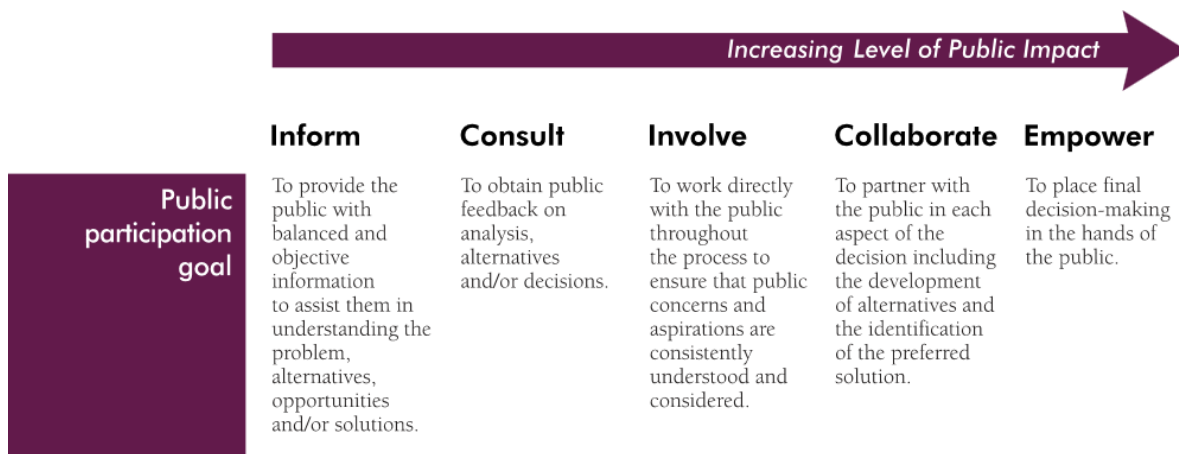 Increasing Level of Public Impact
Inform
Consult
Involve
Collaborate
Empower
Public
participation
goal
To provide the
public with
balanced and
objective
information
to assist them in
understanding the
problem,
alternatives,
opportunities
and/or solutions.
To obtain public
feedback on
analysis,
alternatives
and/or decisions.
To work directly
with the public
throughout
the process to
ensure that public
concerns and
aspirations are
consistently
understood and
considered.
To partner with
the public in each
aspect of the
decision including
the development
of alternatives and
the identification
of the preferred
solution.
To place final
decision-making
in the hands of
the public.